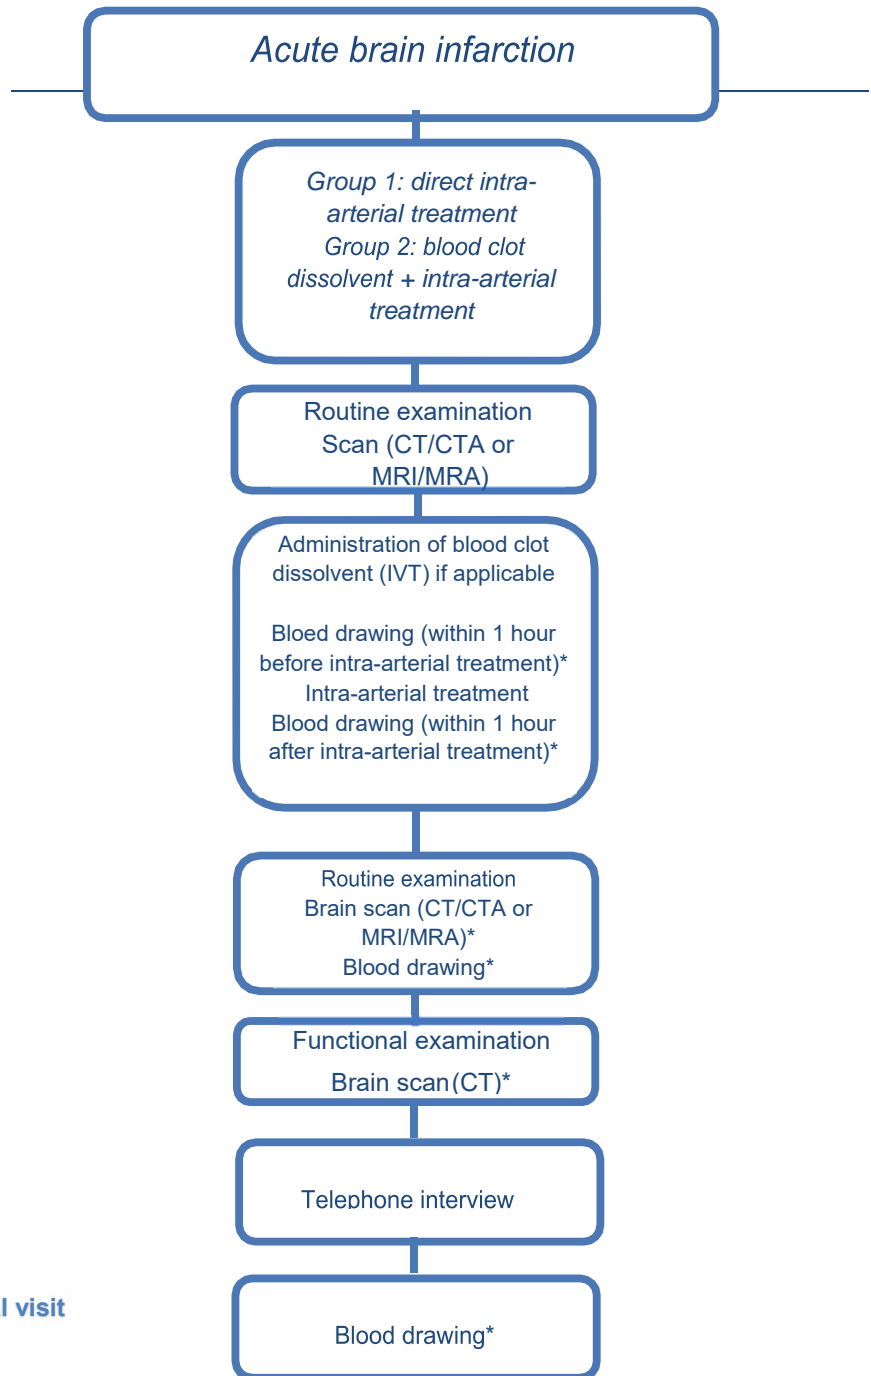 Acute brain infarction
Group 1: direct intra-
arterial treatment
Group 2: blood clot
dissolvent + intra-arterial
treatment
Routine examination
Scan (CT/CTA or
MRI/MRA)
Administration of blood clot
dissolvent (IVT) if applicable
Bloed drawing (within 1 hour
before intra-arterial treatment)*
Intra-arterial treatment
Blood drawing (within 1 hour
after intra-arterial treatment)*
Routine examination
Brain scan (CT/CTA or
MRI/MRA)*
Blood drawing*
Functional examination
Brain scan (CT)*
Telephone interview
visit
Blood drawing*